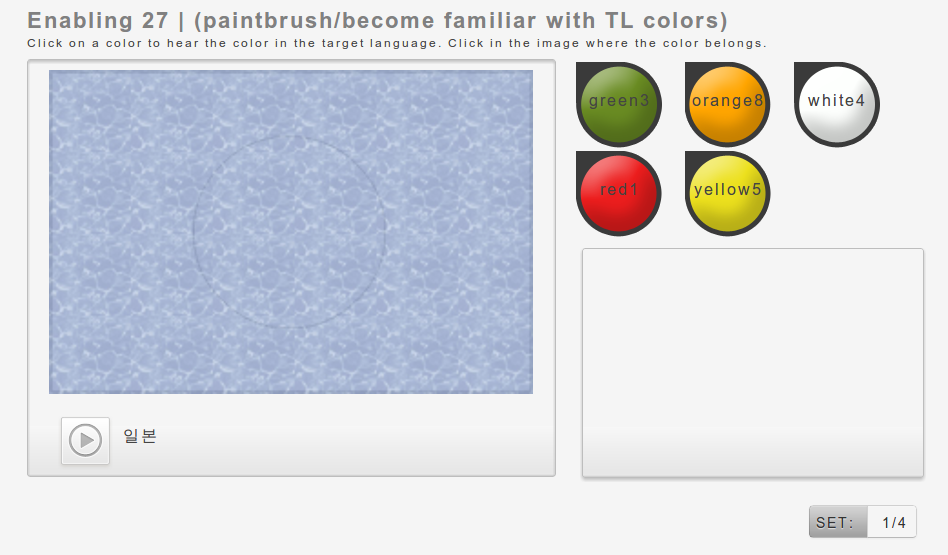 Enabling 27 | (paintbrush/become familiar with TL colors)
Click on a color to hear the color in the target language. Click in the image where the color belongs.
green3 orange8 white4
red1 yellow5
일본
SET: 1/4